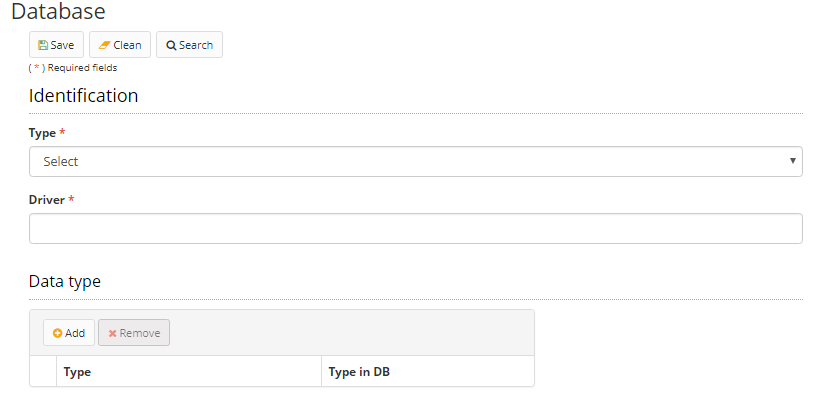 Database
Save Clean Search
( * ) Required fields
Identification
Type *
Select
Driver *
Data type
Add Remove
Type Type in DB